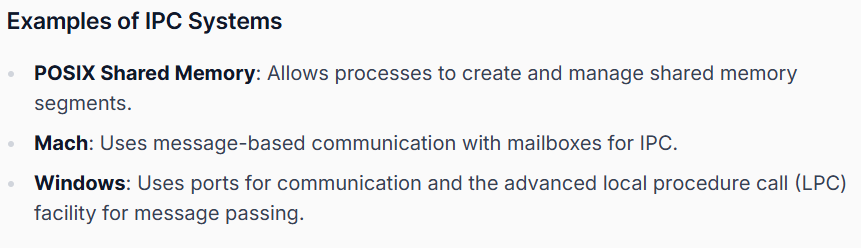 Examples of IPC Systems
POSIX Shared Memory: Allows processes to create and manage shared memory
segments.
Mach: Uses message-based communication with mailboxes for IPC.
Windows: Uses ports for communication and the advanced local procedure call (LPC)
facility for message passing.